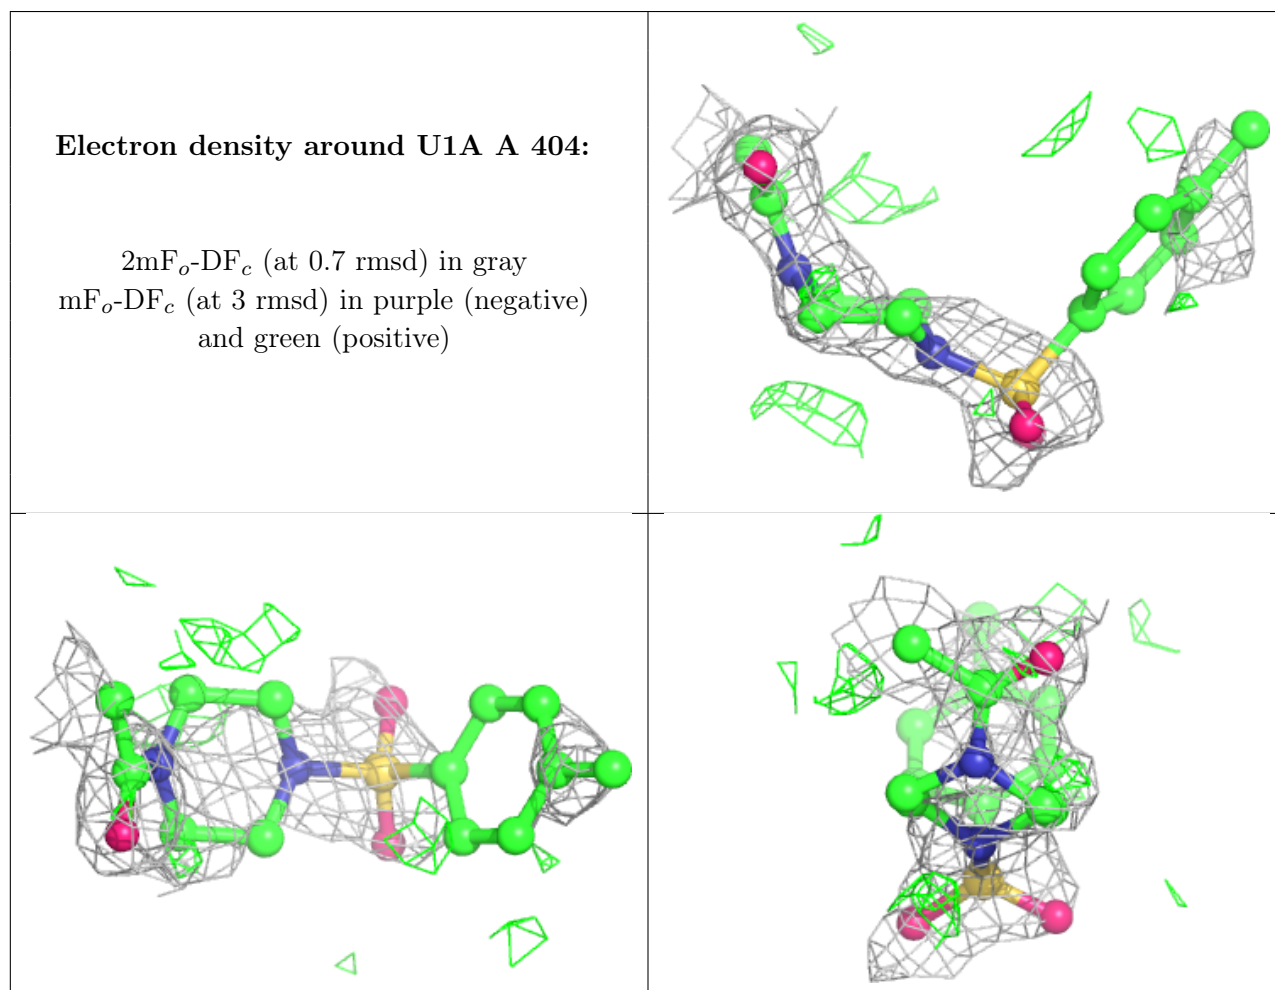 Electron density around U1A A 404:
2mFo-DFc (at 0.7 rmsd) in gray
mFo-DFc (at 3 rmsd) in purple (negative)
and green (positive)